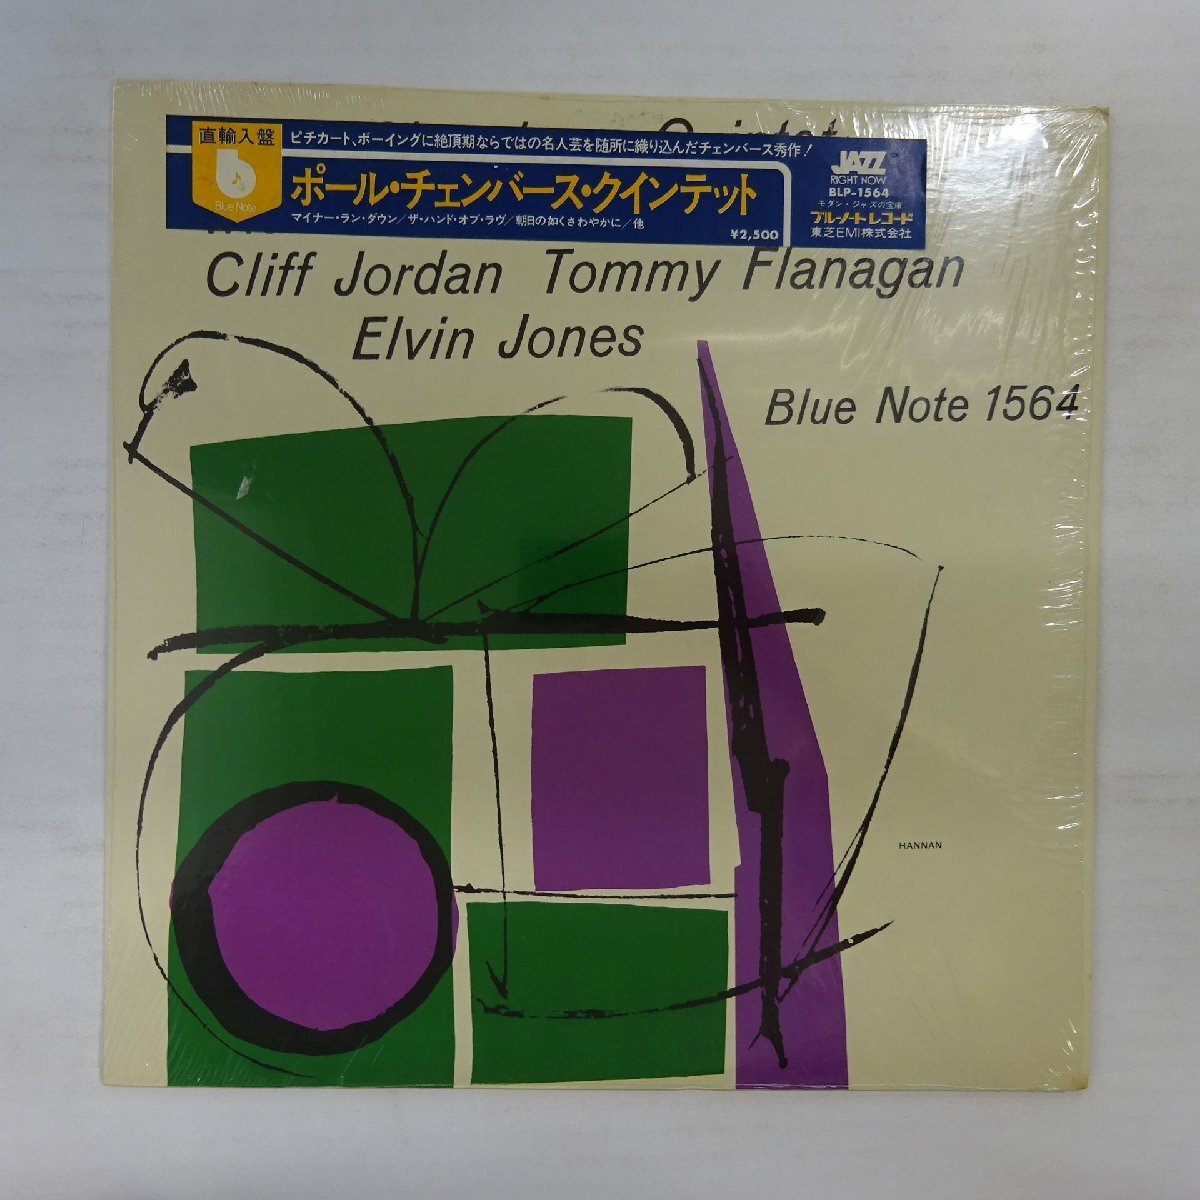 直輸入盤
Blue Note
ピチカート、ボーイングに絶頂期ならではの名人芸を随所に織り込んだチェンバース秀作!
ポール・チェンバース・クインテット
マイナー・ラン・ダウン/ザ・ハンド・オブ・ラヴ/朝日の如くさわやかに/他
¥2,500
JAZZ
RIGHT NOW
BLP-1564
モダン・ジャズの宝庫
ブルーノートレコード
東芝EMI株式会社
Cliff Jordan Tommy Flanagan
Elvin Jones
Blue Note 1564
HANNAN